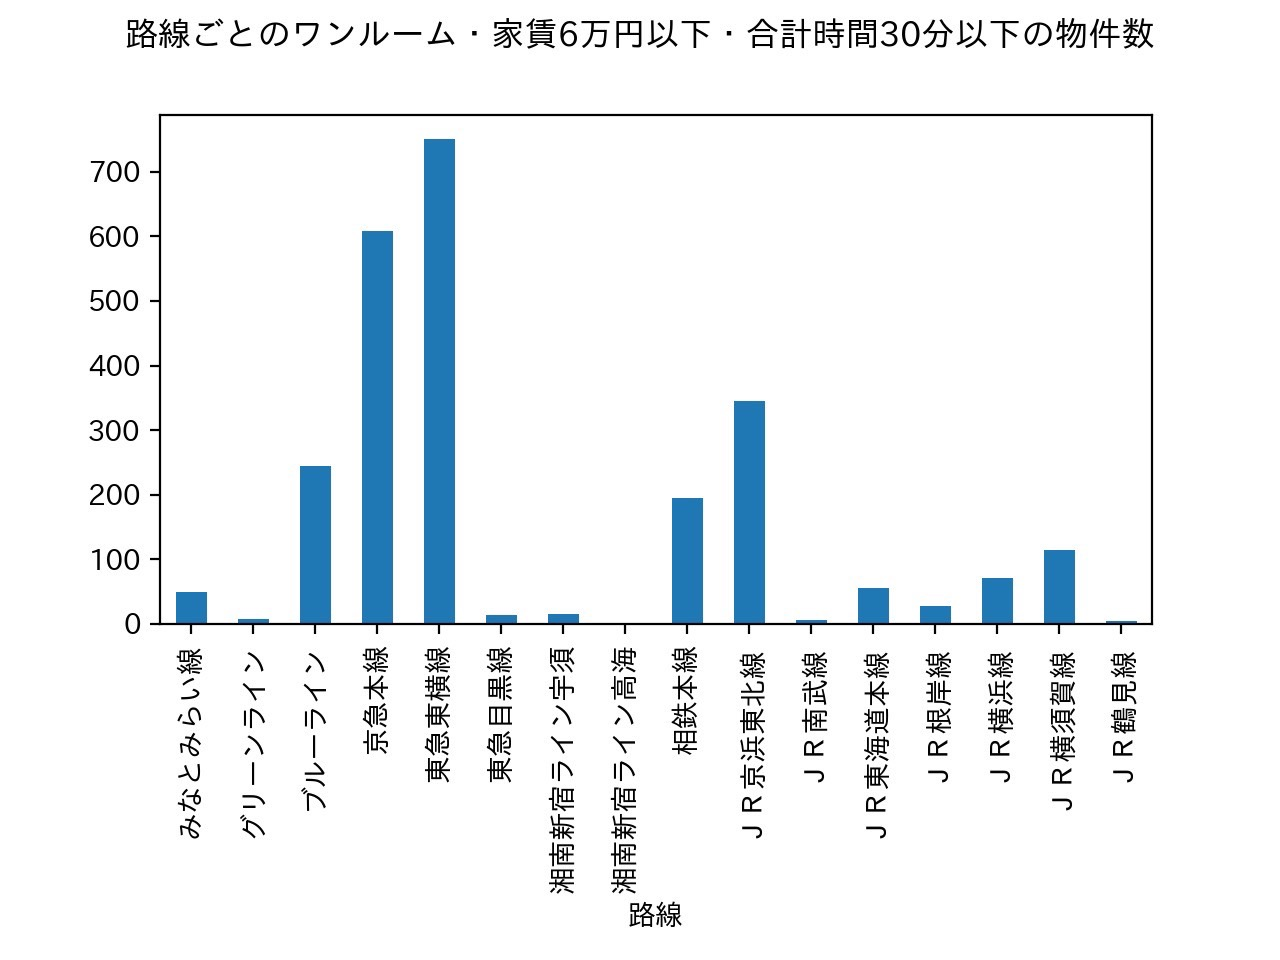 路線ごとのワンルーム・家賃6万円以下・合計時間30分以下の物件数
700
600
500
400
300
200
100
0
みなとみらい線
グリーンライン
ブルーライン
京急本線
東急東横線
東急目黒線
湘南新宿ライン宇須
湘南新宿ライン高海
相鉄本線
ＪＲ京浜東北線
ＪＲ南武線
ＪＲ東海道本線
ＪＲ根岸線
ＪＲ横浜線
ＪＲ横須賀線
ＪＲ鶴見線
路線